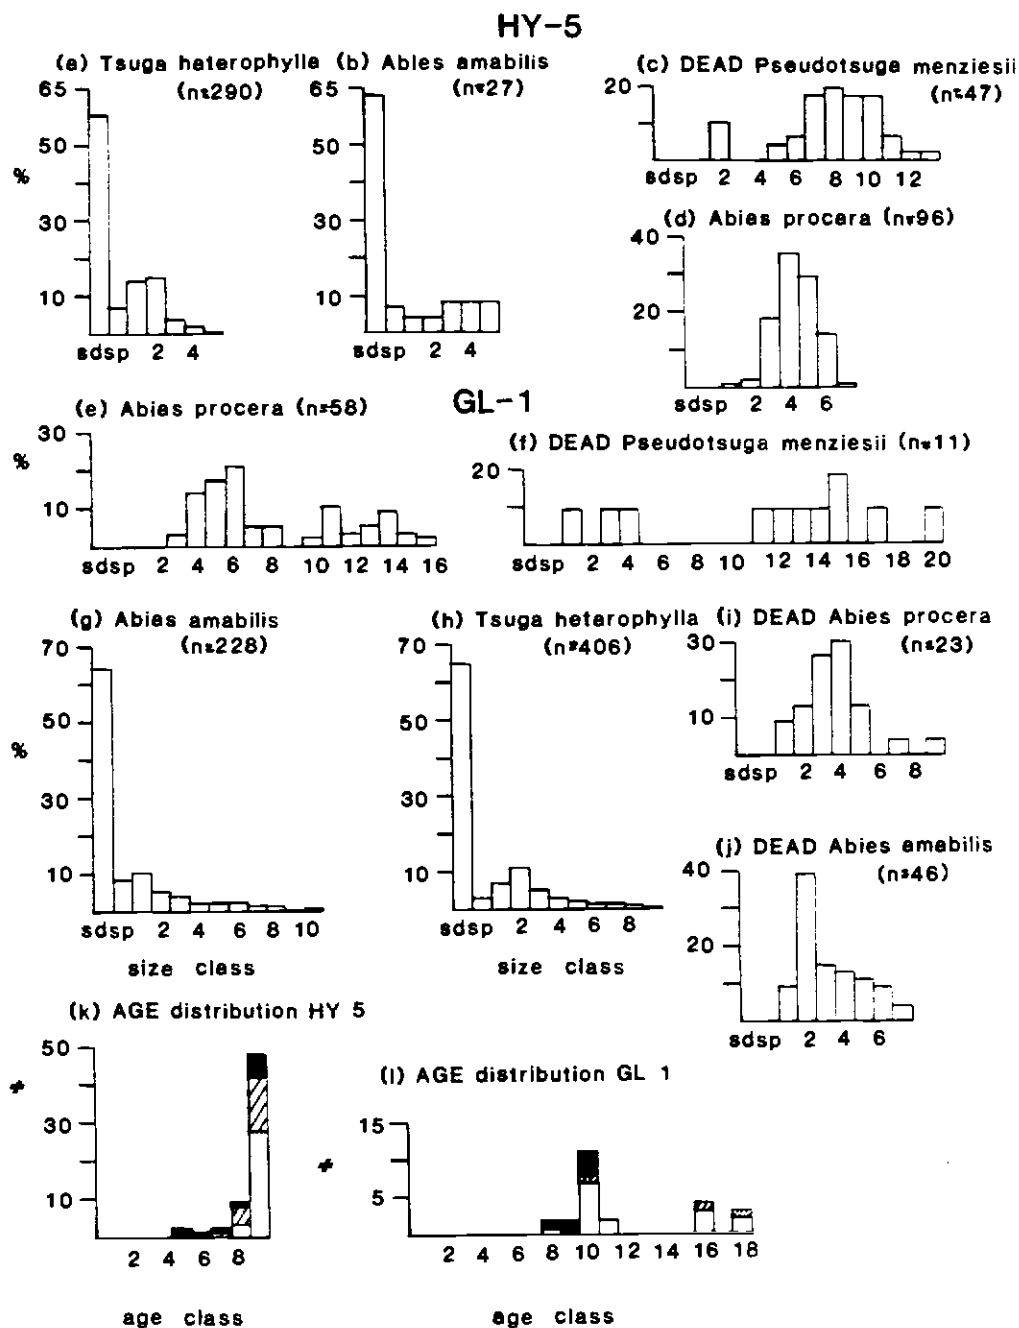 HY-5
(a) Tsuga heterophylla
(n=290)
65
50
30
10
%
sdsp 2 4
(b) Abies amabilis
(n=27)
65
50
30
10
sdsp 2 4
(c) DEAD Pseudotsuga menziesii
(n=47)
20
sdsp 2 4 6 8 10 12
(d) Abies procera (n=96)
40
20
sdsp 2 4 6
GL-1
(e) Abies procera (n=58)
30
10
%
sdsp 2 4 6 8 10 12 14 16
(f) DEAD Pseudotsuga menziesii (n=11)
20
sdsp 2 4 6 8 10 12 14 16 18 20
(g) Abies amabilis
(n=228)
70
50
30
10
%
sdsp 2 4 6 8 10
size class
(h) Tsuga heterophylla
(n=406)
70
50
30
10
sdsp 2 4 6 8
size class
(i) DEAD Abies procera
(n=23)
30
10
sdsp 2 4 6 8
(j) DEAD Abies amabilis
(n=46)
40
20
sdsp 2 4 6
(k) AGE distribution HY 5
50
30
10
#
2 4 6 8
age class
(l) AGE distribution GL 1
15
5
#
2 4 6 8 10 12 14 16 18
age class